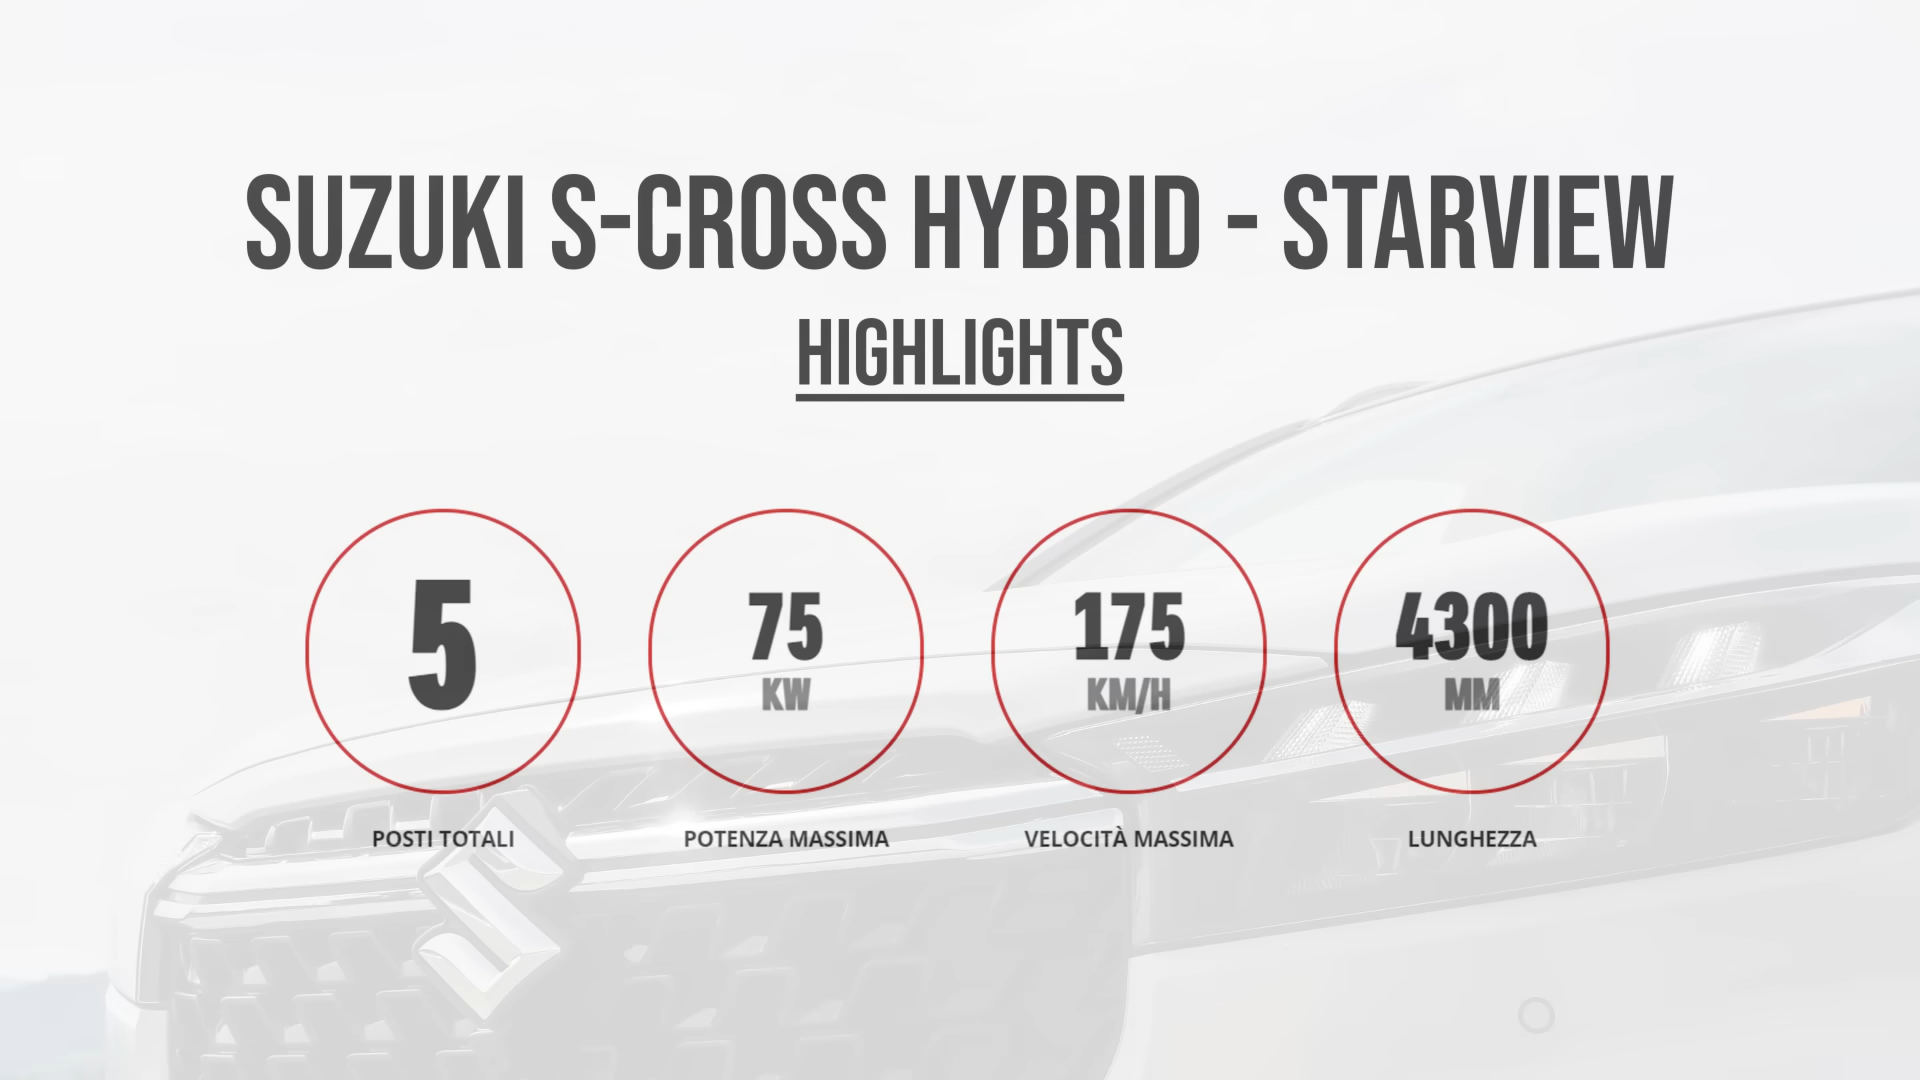 SUZUKI S-CROSS HYBRID - STARVIEW
HIGHLIGHTS
5
POSTI TOTALI
75
KW
POTENZA MASSIMA
175
KM/H
VELOCITÀ MASSIMA
4300
MM
LUNGHEZZA